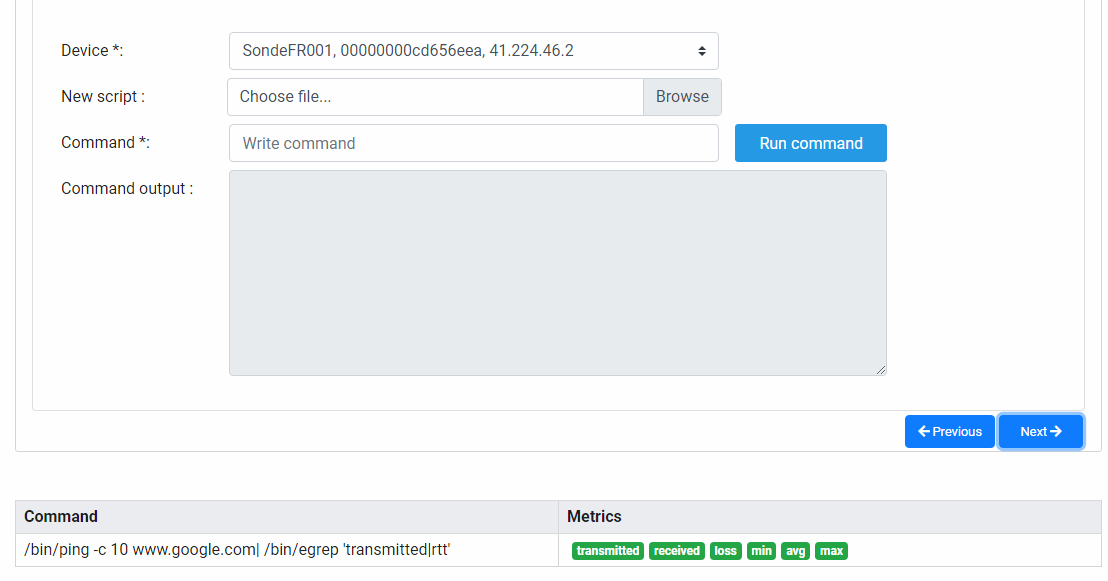 Device *:
SondeFR001, 00000000cd656eea, 41.224.46.2
New script :
Choose file...
Browse
Command *:
Write command
Run command
Command output :
Previous
Next
Command
Metrics
/bin/ping -c 10 www.google.com| /bin/egrep 'transmitted|rtt'
transmitted received loss min avg max